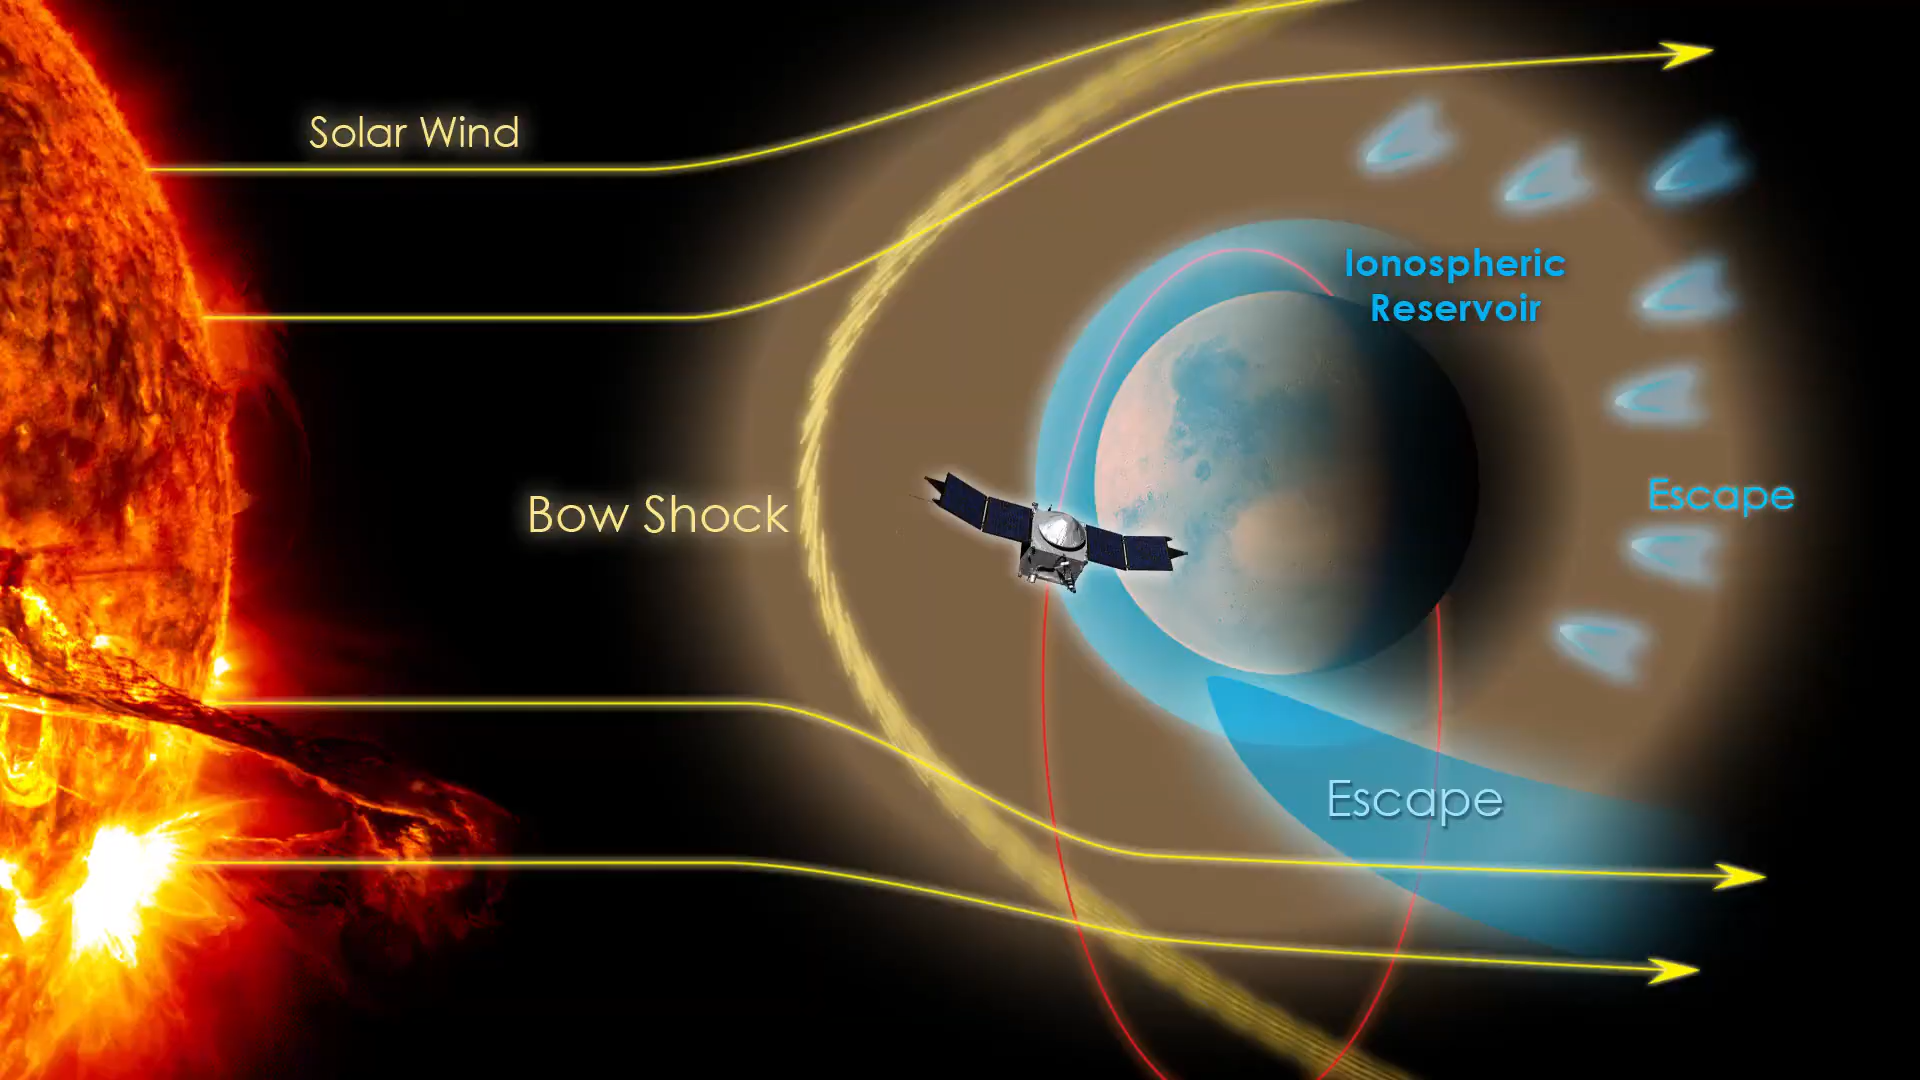 Solar Wind
Ionospheric
Reservoir
Bow Shock
Escape
Escape